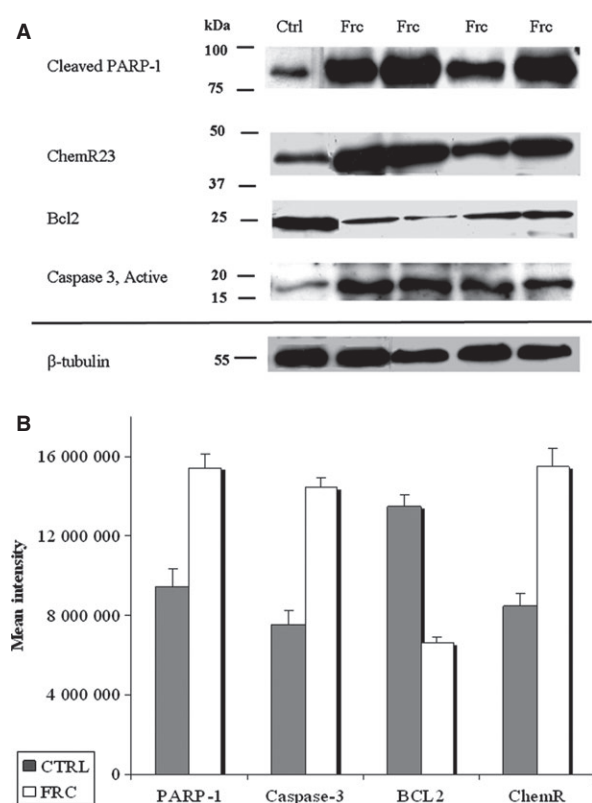 A
kDa Ctrl Frc Frc Frc Frc
100
Cleaved PARP-1
75
50
ChemR23
37
Bcl2 25
Caspase 3, Active 20
15
β-tubulin 55
B
Mean intensity
16 000 000
12 000 000
8 000 000
4 000 000
0
CTRL
FRC
PARP-1 Caspase-3 BCL2 ChemR